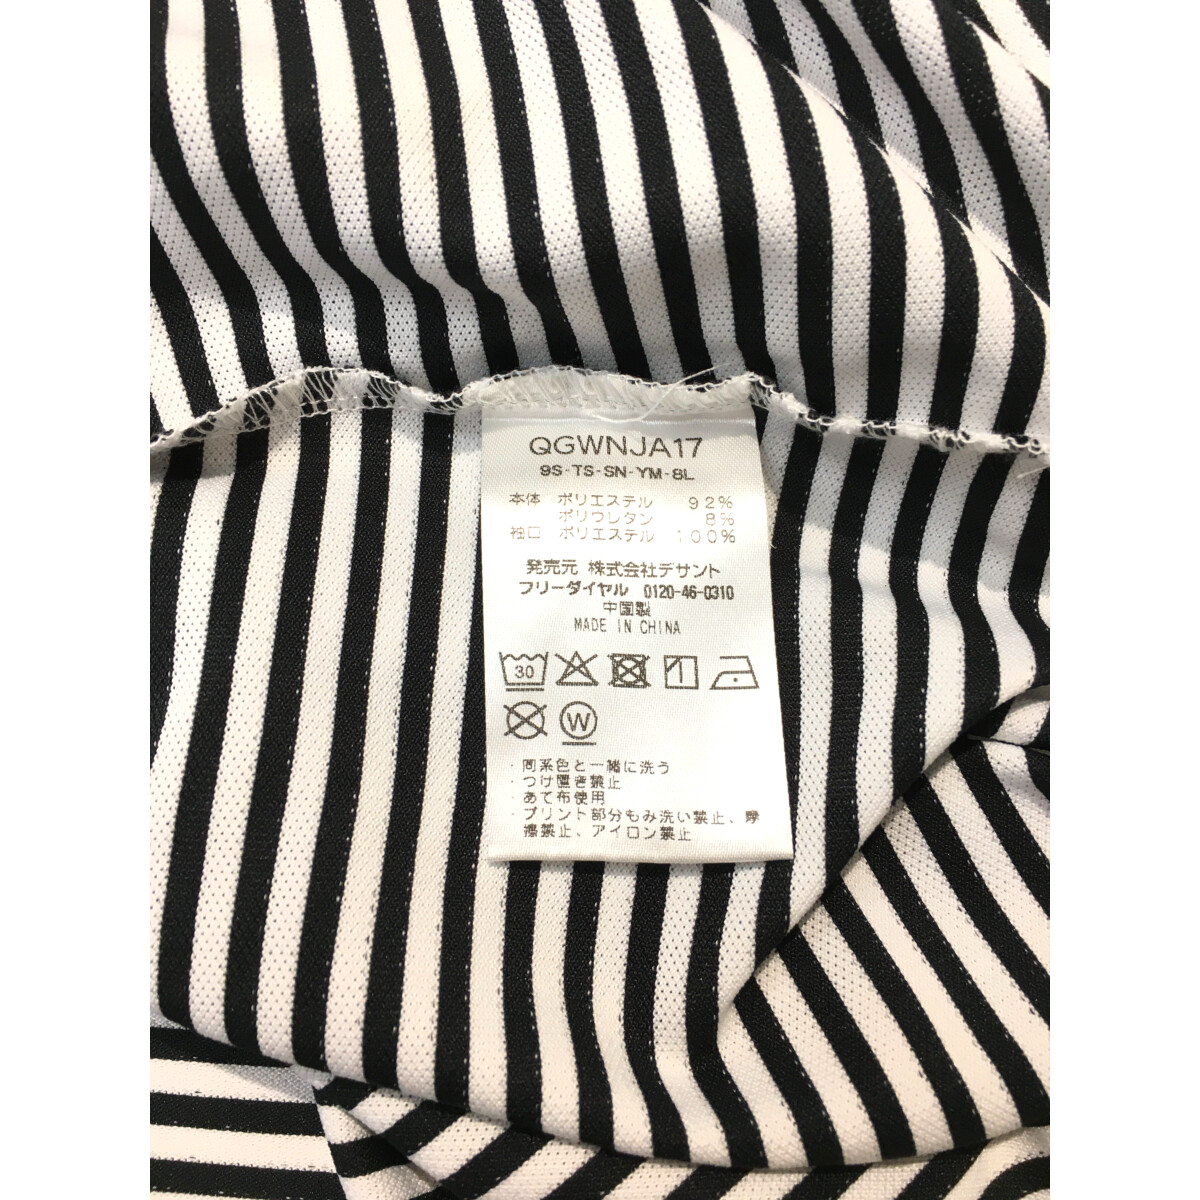 QGWNJA17
9S-TS-SN-YM-8L
本体 ポリエステル 92%
ポリウレタン 8%
袖口 ポリエステル 100%
発売元 株式会社デサント
フリーダイヤル 0120-46-0310
中国製
MADE IN CHINA
30
W
・同系色と一緒に洗う
・つけ置き禁止
・あて布使用
・プリント部分もみ洗い禁止、摩
擦禁止、アイロン禁止